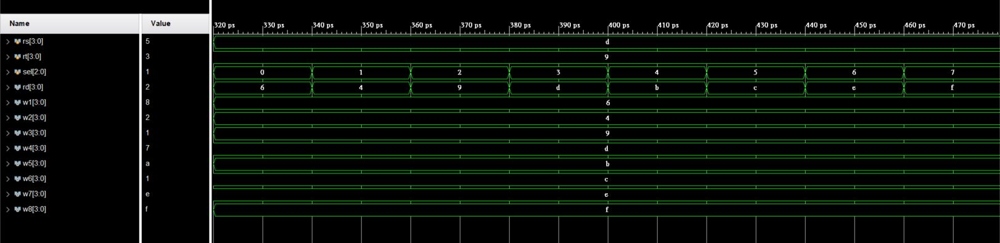 Name Value 320 ps 330 ps 340 ps 350 ps 360 ps 370 ps 380 ps 390 ps 400 ps 410 ps 420 ps 430 ps 440 ps 450 ps 460 ps 470 ps
rs[3:0] 5 d
rt[3:0] 3 9
sel[2:0] 1 0 1 2 3 4 5 6 7
rd[3:0] 2 6 4 9 d b c e f
w1[3:0] 8 6
w2[3:0] 2 4
w3[3:0] 1 9
w4[3:0] 7 d
w5[3:0] a b
w6[3:0] 1 c
w7[3:0] e e
w8[3:0] f f